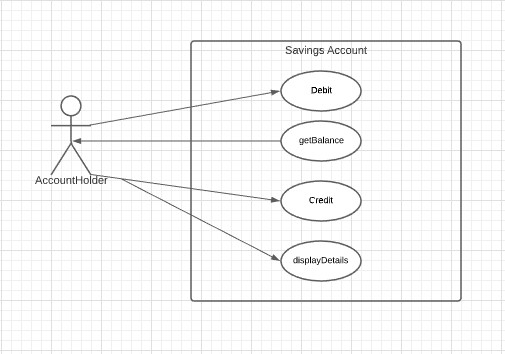 Savings Account
Debit
getBalance
AccountHolder
Credit
displayDetails